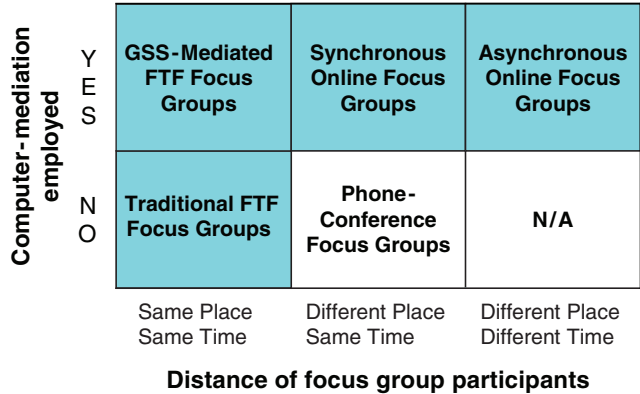 Computer-mediation
employed
YES
NO
GSS-Mediated
FTF Focus
Groups
Synchronous
Online Focus
Groups
Asynchronous
Online Focus
Groups
Traditional FTF
Focus Groups
Phone-
Conference
Focus Groups
N/A
Same Place
Same Time
Different Place
Same Time
Different Place
Different Time
Distance of focus group participants